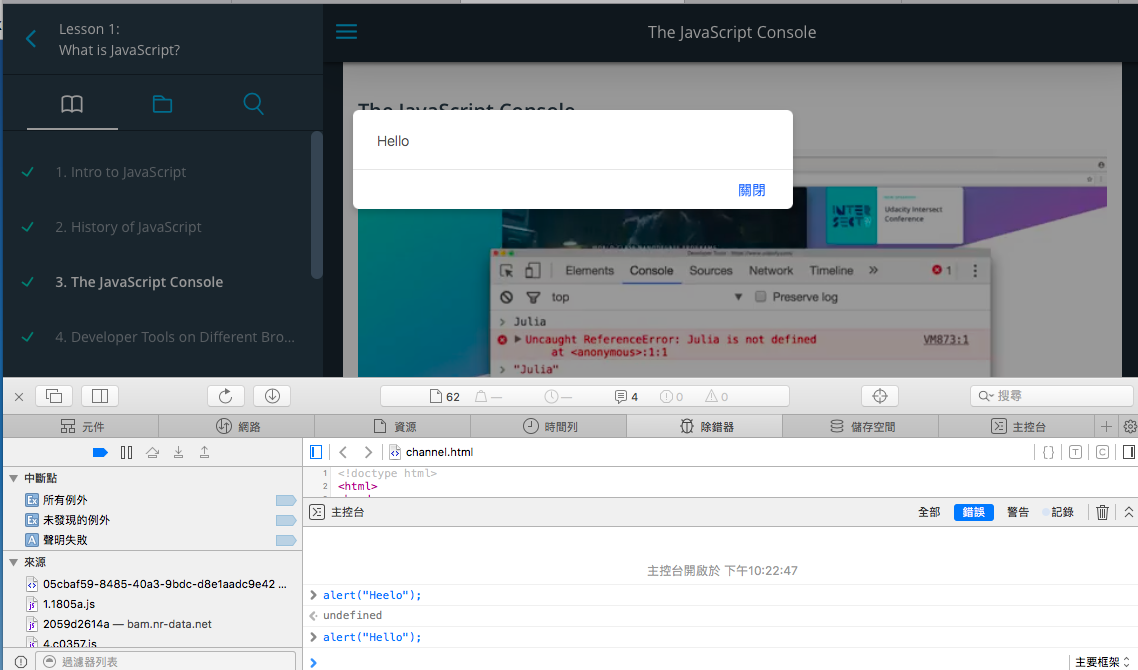 Lesson 1:
What is JavaScript?
The JavaScript Console
1. Intro to JavaScript
2. History of JavaScript
3. The JavaScript Console
4. Developer Tools on Different Bro...
The JavaScript Console
Hello
關閉
INTER
SECT
Udacity Intersect
Conference
Elements Console Sources Network Timeline » 1
top Preserve log
> Julia
Uncaught ReferenceError: Julia is not defined VM873:1
at <anonymous>:1:1
> "Julia"
62 — — 4 0 0 搜尋
元件 網路 資源 時間列 除錯器 儲存空間 主控台
channel.html
中斷點
所有例外
未發現的例外
聲明失敗
來源
05cbaf59-8485-40a3-9bdc-d8e1aadc9e42 ...
1.1805a.js
2059d2614a — bam.nr-data.net
4.c0357.js
過濾器列表
1 <!doctype html>
2 <html>
主控台 全部 錯誤 警告 記錄
主控台開啟於 下午10:22:47
> alert("Heelo");
undefined
> alert("Hello");
主要框架